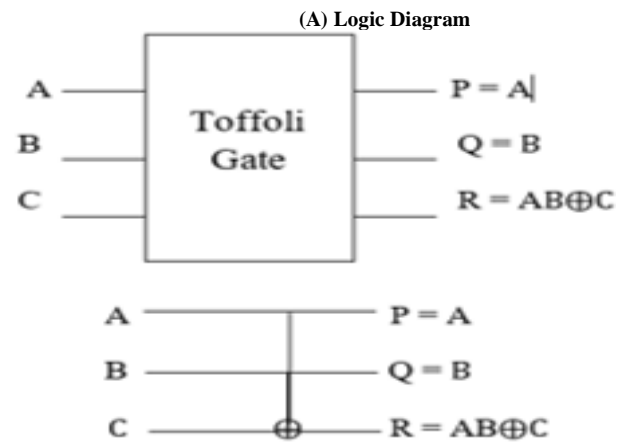 (A) Logic Diagram
A P = A|
Toffoli
B Q = B
Gate
C R = AB⊕C
A P = A
B Q = B
C R = AB⊕C